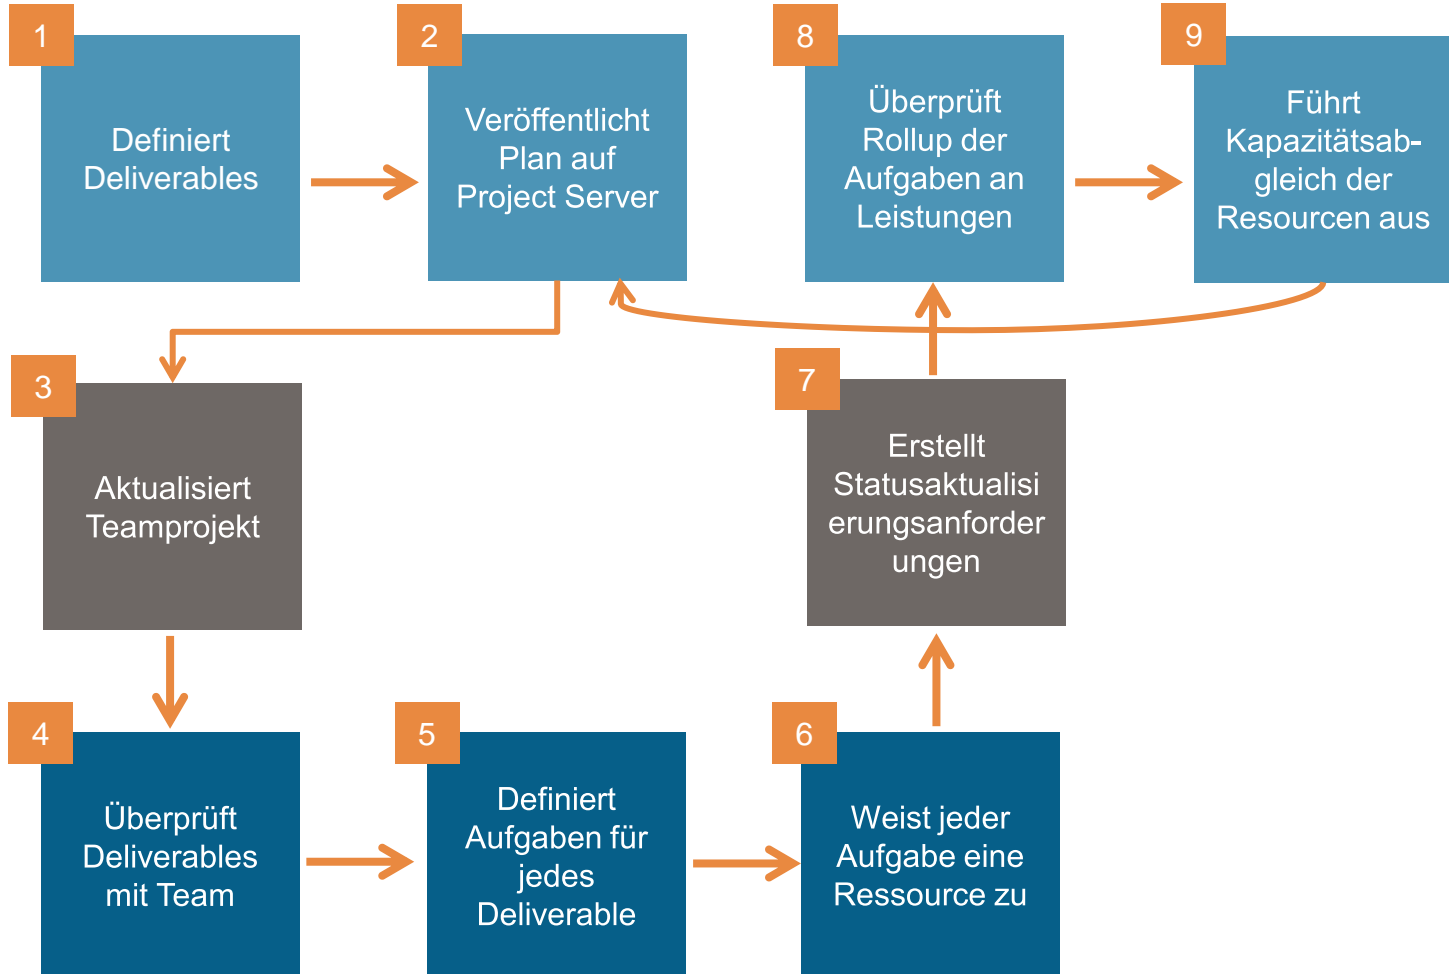 1
Definiert
Deliverables
2
Veröffentlicht
Plan auf
Project Server
8
Überprüft
Rollup der
Aufgaben an
Leistungen
9
Führt
Kapazitätsab-
gleich der
Resourcen aus
3
Aktualisiert
Teamprojekt
7
Erstellt
Statusaktualisi
erungsanforder
ungen
4
Überprüft
Deliverables
mit Team
5
Definiert
Aufgaben für
jedes
Deliverable
6
Weist jeder
Aufgabe eine
Ressource zu